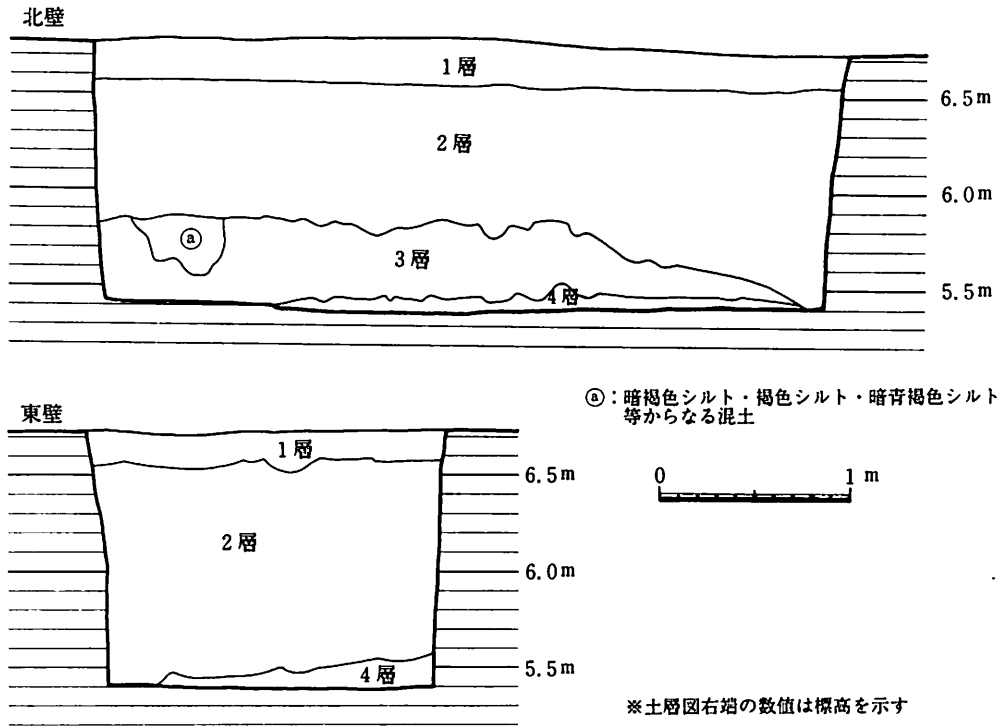 北壁
1層
6.5m
2層
6.0m
ⓐ
3層
5.5m
4層
ⓐ：暗褐色シルト・褐色シルト・暗青褐色シルト
等からなる混土
東壁
1層
6.5m
0 1 m
2層
6.0m
5.5m
4層
※土層図右端の数値は標高を示す